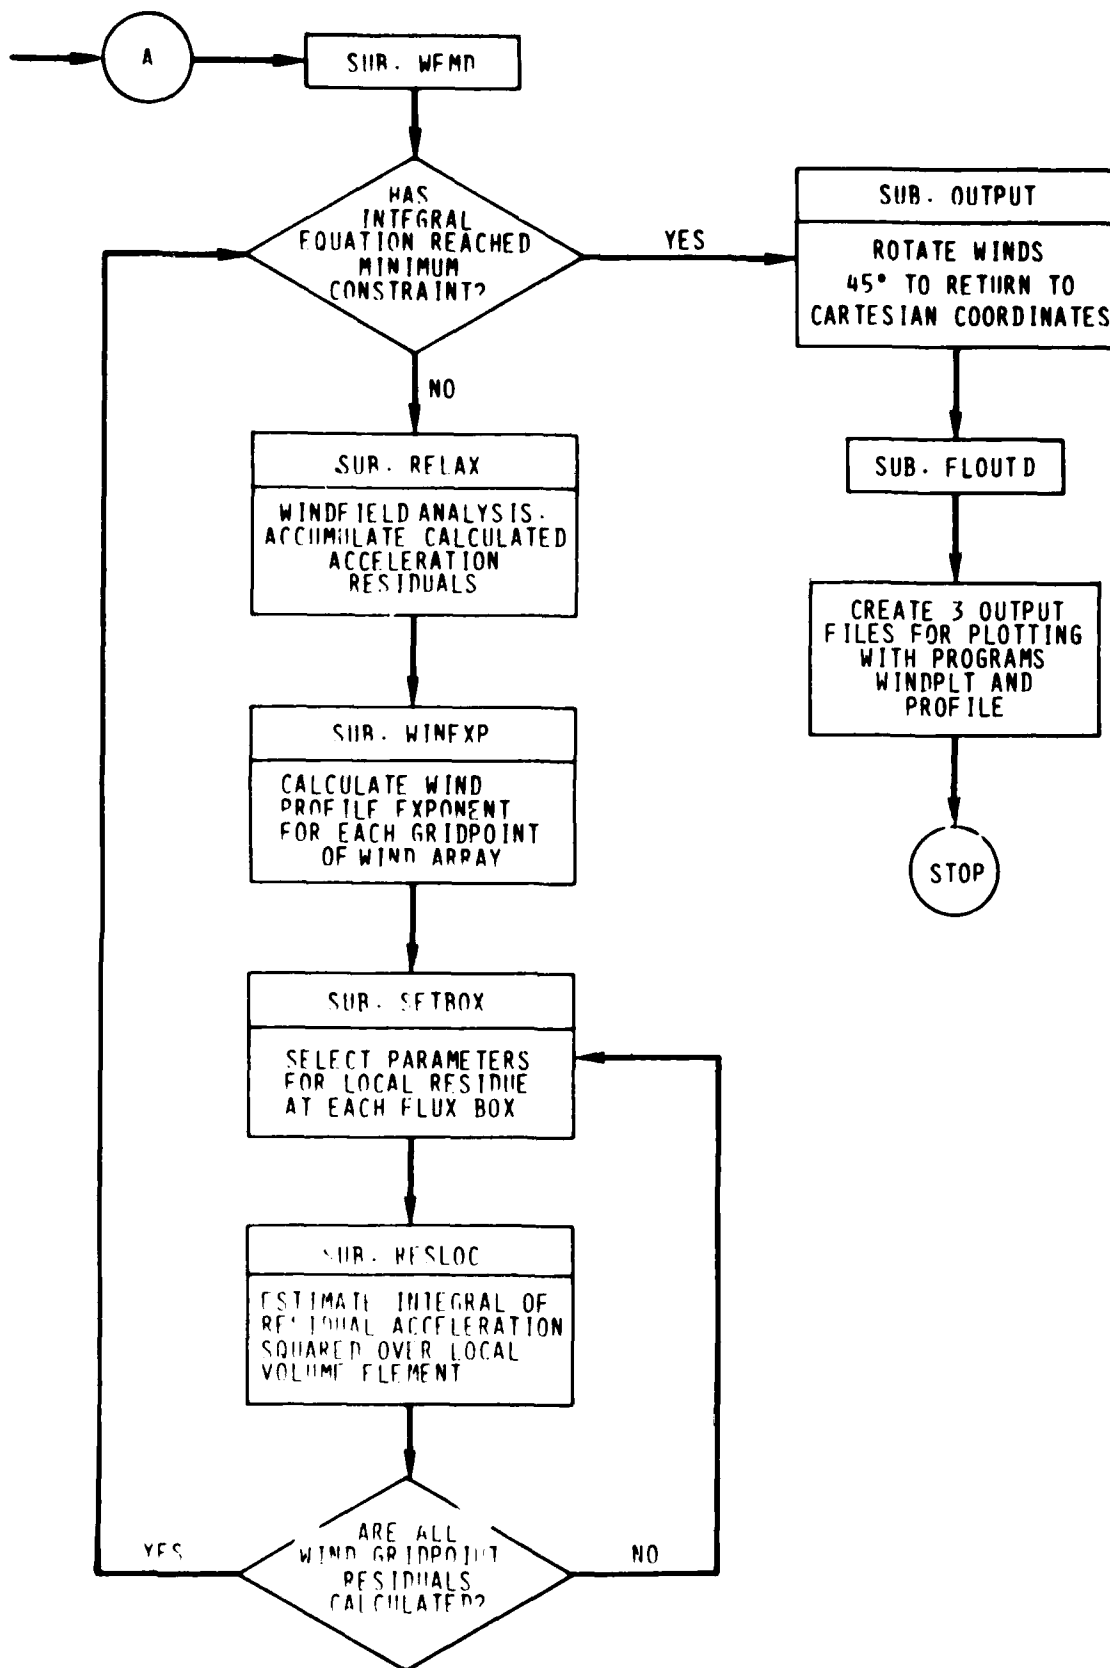 A
SUB. WFMD
HAS
INTEGRAL
EQUATION REACHED
MINIMUM
CONSTRAINT?
YES
NO
SUB. OUTPUT
ROTATE WINDS
45° TO RETURN TO
CARTESIAN COORDINATES
SUB. FLOUTD
CREATE 3 OUTPUT
FILES FOR PLOTTING
WITH PROGRAMS
WINDPLT AND
PROFILE
STOP
SUB. RELAX
WINDFIELD ANALYSIS.
ACCUMULATE CALCULATED
ACCELERATION
RESIDUALS
SUB. WINEXP
CALCULATE WIND
PROFILE EXPONENT
FOR EACH GRIDPOINT
OF WIND ARRAY
SUB. SETBOX
SELECT PARAMETERS
FOR LOCAL RESIDUE
AT EACH FLUX BOX
SUB. RESLOC
ESTIMATE INTEGRAL OF
RESIDUAL ACCELERATION
SQUARED OVER LOCAL
VOLUME ELEMENT
ARE ALL
WIND GRIDPOINT
RESIDUALS
CALCULATED?
YES
NO